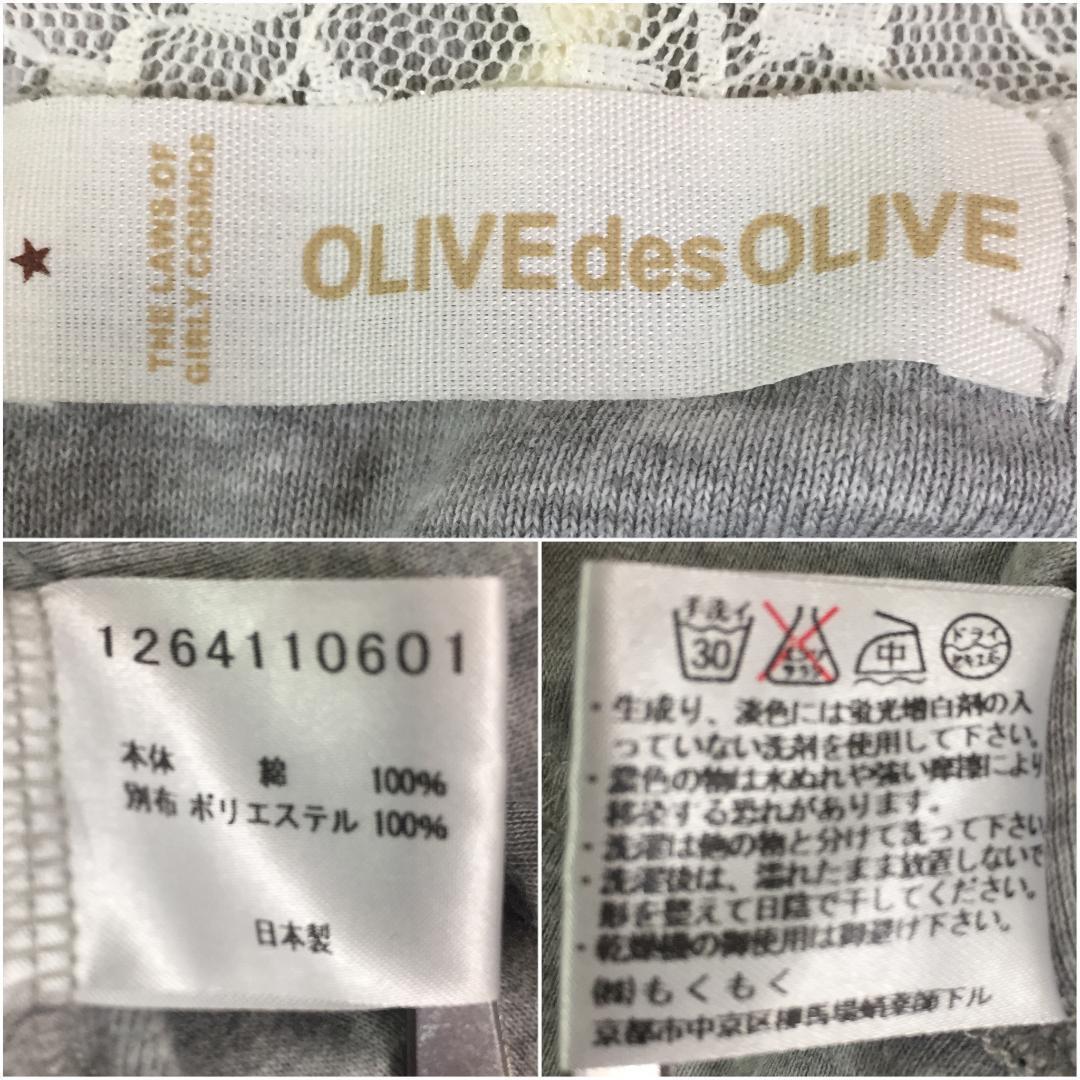 THE LAWS OF
GIRLY COSMOS
OLIVE des OLIVE
1264110601
本体 綿 100%
別布 ポリエステル 100%
日本製
手洗イ
30
中
ドライ
・生成り、淡色には蛍光増白剤の入
っていない洗剤を使用して下さい。
・濃色の物は水ぬれや強い摩擦により
移染する恐れがあります。
・洗濯は他の物と分けて洗って下さい
・洗濯後は、濡れたまま放置しないで
形を整えて日陰で干してください。
・乾燥機の御使用は御避け下さい。
㈱もくもく
京都市中京区柳馬場蛸薬師下ル